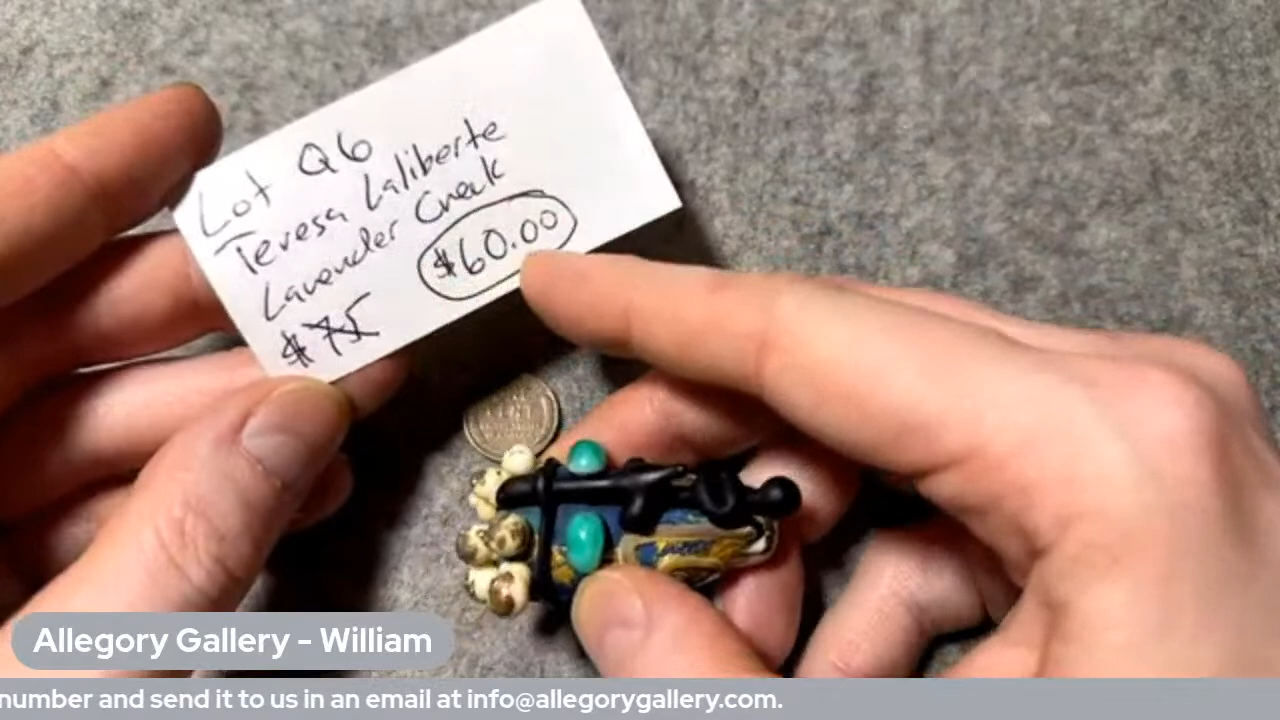 Lot Q6
Teresa Laliberte
Lavender Creek
$75
$60.00
Allegory Gallery - William
number and send it to us in an email at info@allegorygallery.com.